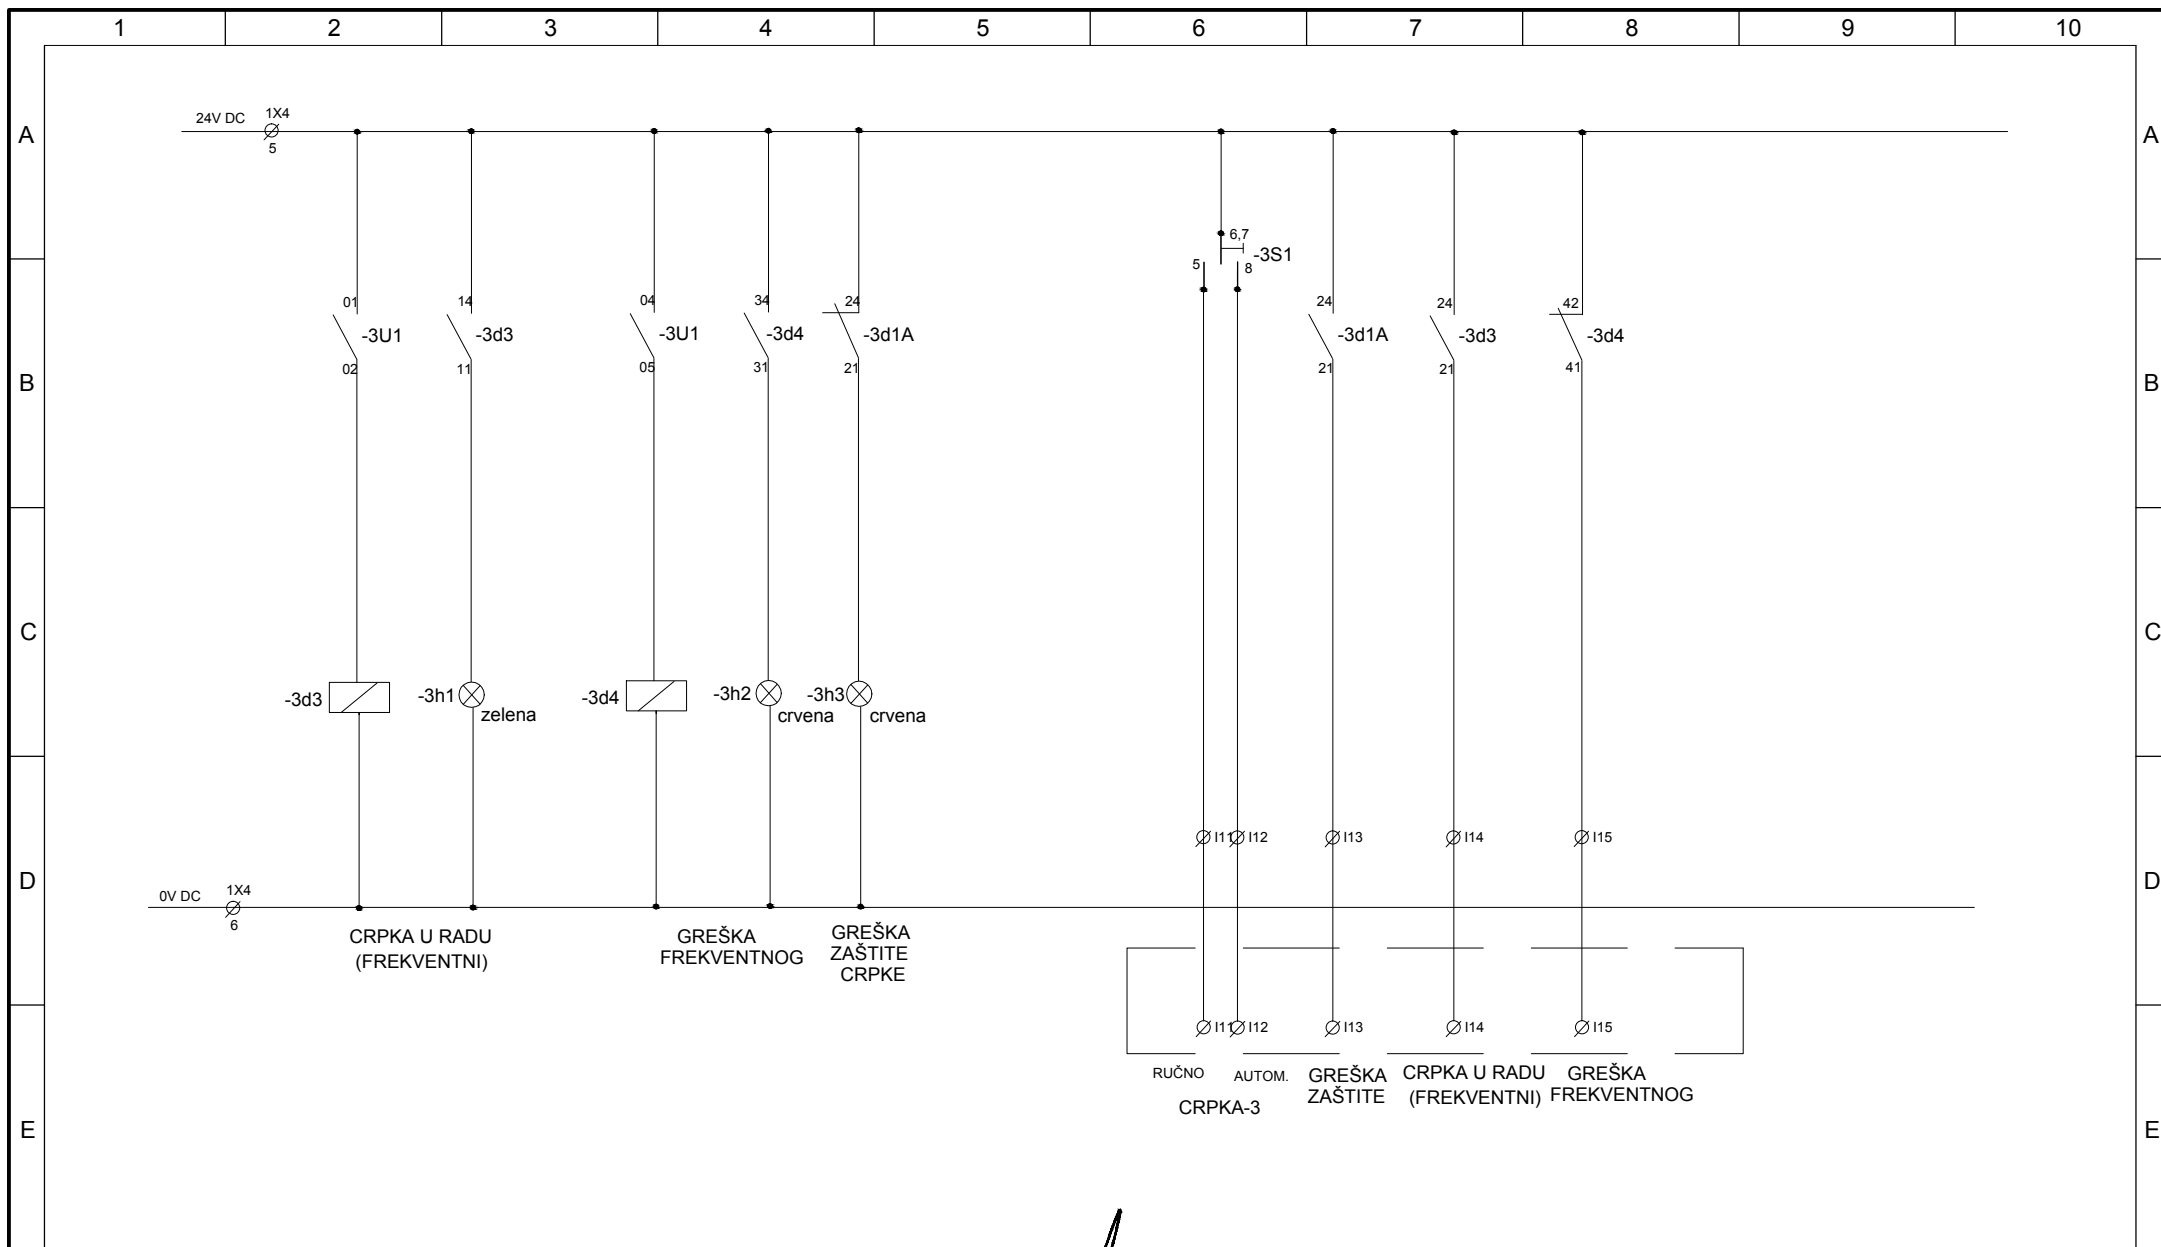 1 2 3 4 5 6 7 8 9 10
A A
24V DC 1X4
5
6,7
-3S1
5 8
B B
01 14 04 34 24 24 24 42
-3U1 -3d3 -3U1 -3d4 -3d1A -3d1A -3d3 -3d4
02 11 05 31 21 21 21 41
C C
-3d3 -3h1 -3d4 -3h2 -3h3
zelena crvena crvena
I11 I12 I13 I14 I15
D D
0V DC 1X4
6
CRPKA U RADU
(FREKVENTNI)
GREŠKA
FREKVENTNOG
GREŠKA
ZAŠTITE
CRPKE
I11 I12 I13 I14 I15
RUČNO AUTOM.
CRPKA-3
GREŠKA
ZAŠTITE
CRPKA U RADU
(FREKVENTNI)
GREŠKA
FREKVENTNOG
E E